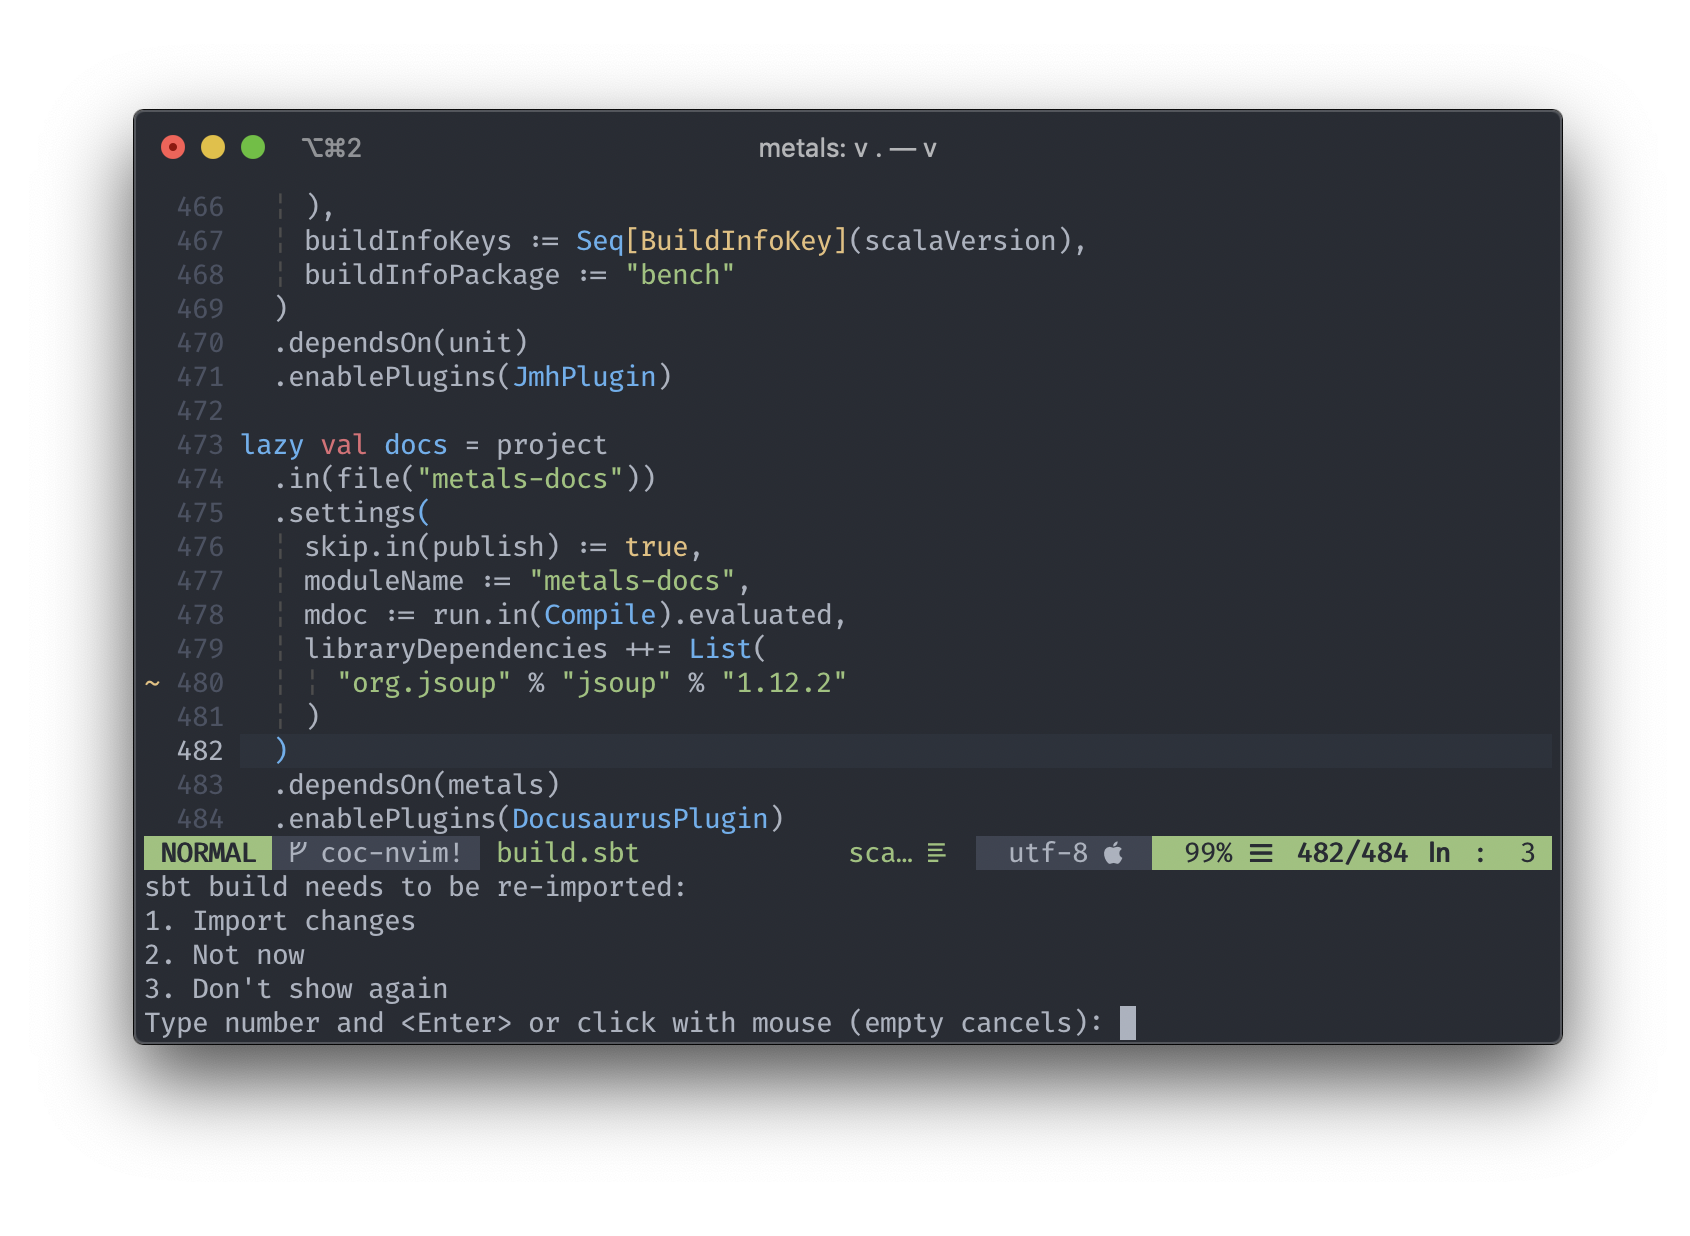 ⌥⌘2 metals: v . — v
466 ),
467 buildInfoKeys := Seq[BuildInfoKey](scalaVersion),
468 buildInfoPackage := "bench"
469 )
470 .dependsOn(unit)
471 .enablePlugins(JmhPlugin)
472
473 lazy val docs = project
474 .in(file("metals-docs"))
475 .settings(
476 skip.in(publish) := true,
477 moduleName := "metals-docs",
478 mdoc := run.in(Compile).evaluated,
479 libraryDependencies ++= List(
~ 480 "org.jsoup" % "jsoup" % "1.12.2"
481 )
482 )
483 .dependsOn(metals)
484 .enablePlugins(DocusaurusPlugin)
NORMAL coc-nvim! build.sbt sca… utf-8 99% ☰ 482/484 ln : 3
sbt build needs to be re-imported:
1. Import changes
2. Not now
3. Don't show again
Type number and <Enter> or click with mouse (empty cancels):